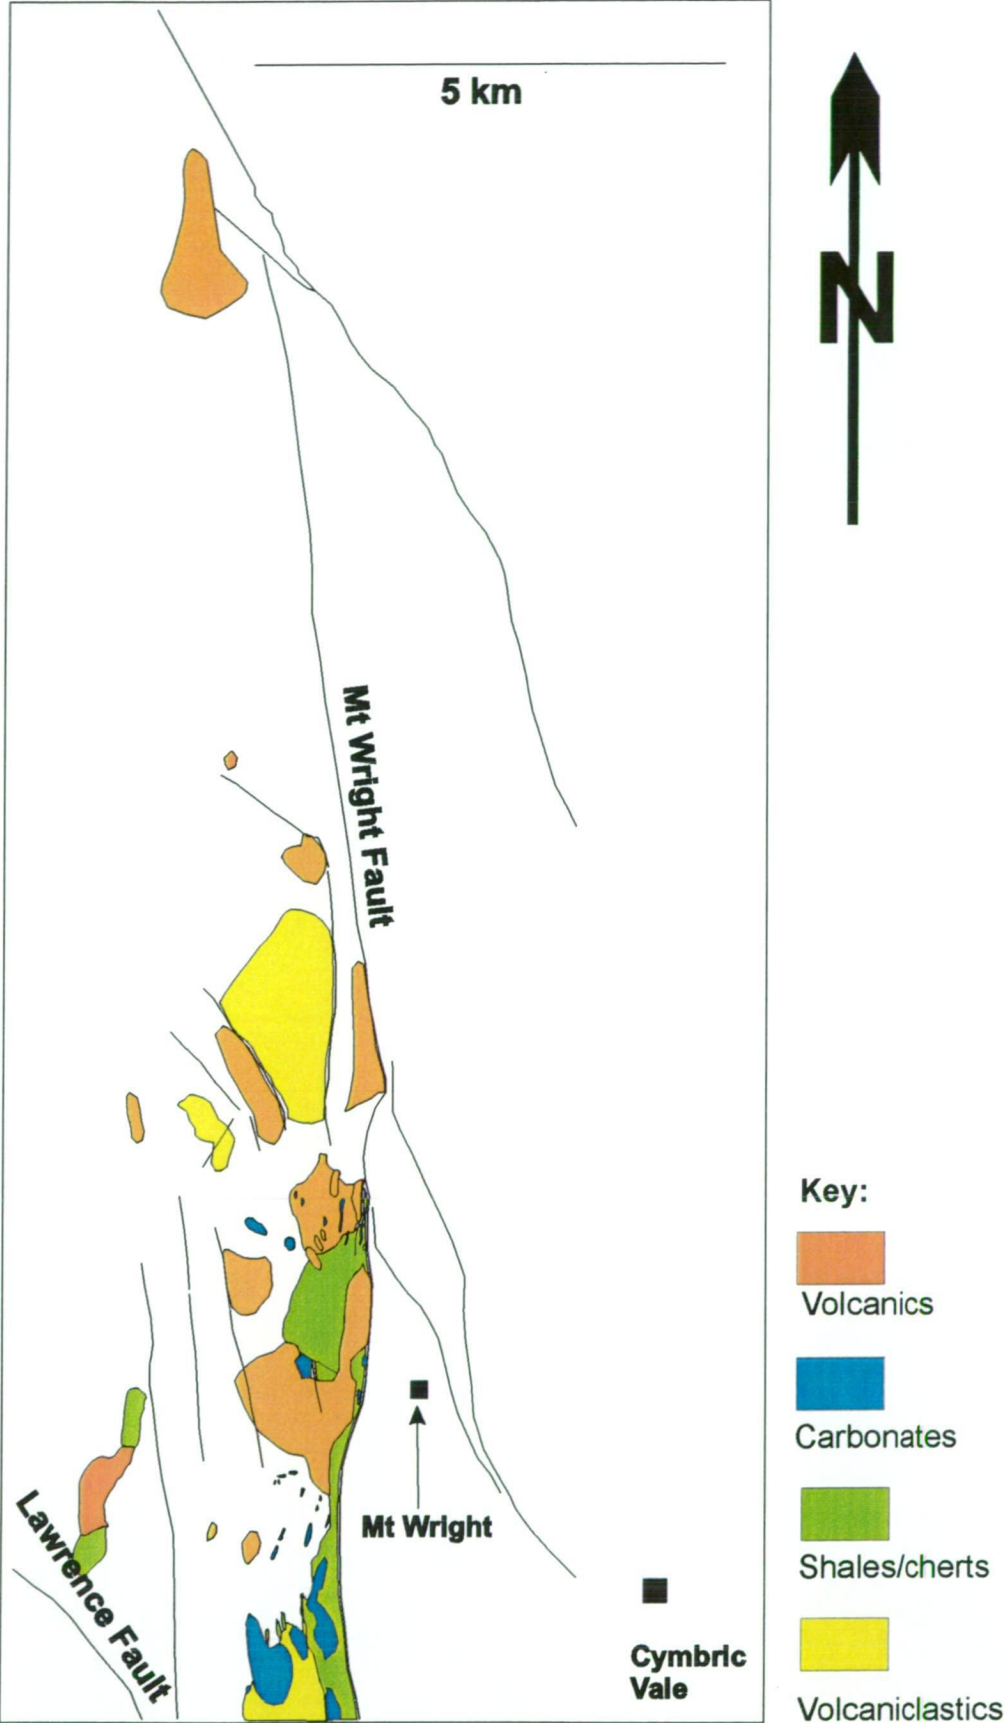 5 km
N
Mt Wright Fault
Key:
Volcanics
Carbonates
Mt Wright
Lawrence Fault
Shales/cherts
Cymbric
Vale
Volcaniclastics